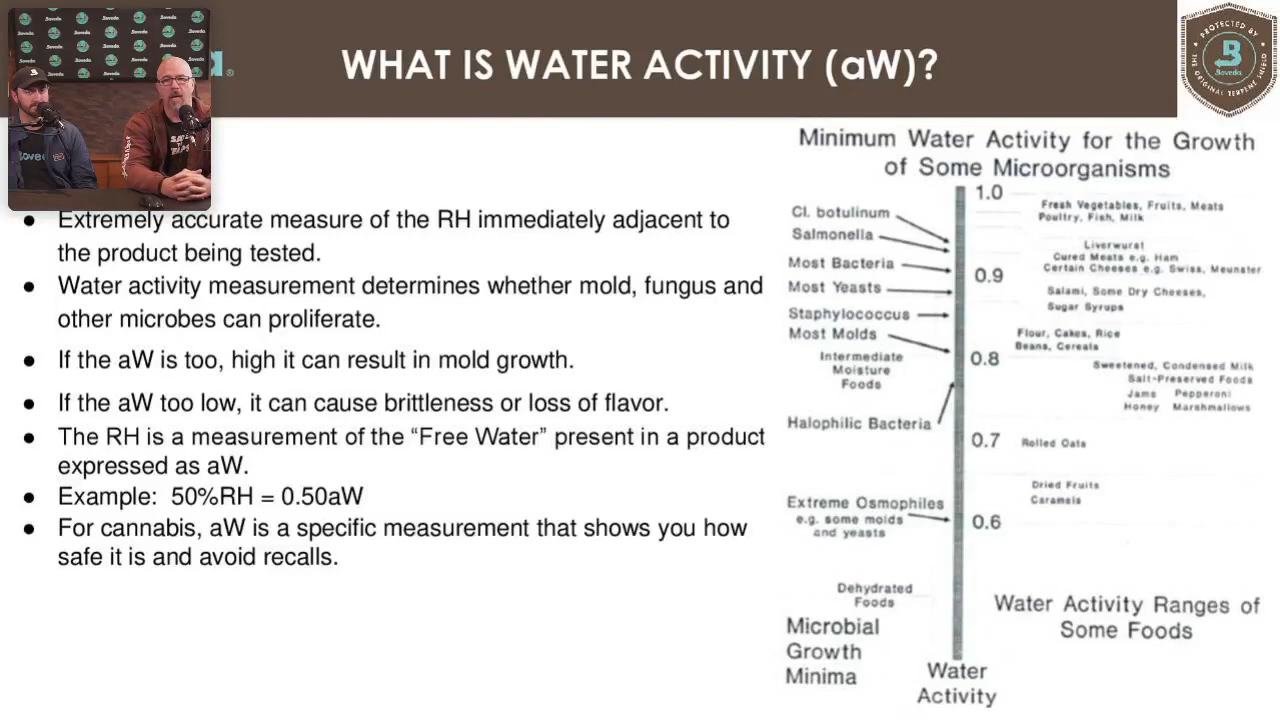 WHAT IS WATER ACTIVITY (aW)?
PROTECTED BY
Boveda
THE ORIGINAL TERPENE SHIELD
• Extremely accurate measure of the RH immediately adjacent to
the product being tested.
• Water activity measurement determines whether mold, fungus and
other microbes can proliferate.
• If the aW is too, high it can result in mold growth.
• If the aW too low, it can cause brittleness or loss of flavor.
• The RH is a measurement of the “Free Water” present in a product
expressed as aW.
• Example: 50%RH = 0.50aW
• For cannabis, aW is a specific measurement that shows you how
safe it is and avoid recalls.
Minimum Water Activity for the Growth
of Some Microorganisms
Cl. botulinum
Salmonella
Most Bacteria
Most Yeasts
Staphylococcus
Most Molds
Intermediate
Moisture
Foods
Halophilic Bacteria
Extreme Osmophiles
e.g. some molds
and yeasts
Dehydrated
Foods
Microbial
Growth
Minima
1.0
0.9
0.8
0.7
0.6
Water
Activity
Fresh Vegetables, Fruits, Meats
Poultry, Fish, Milk
Liverwurst
Cured Meats e.g. Ham
Certain Cheeses e.g. Swiss, Meunster
Salami, Some Dry Cheeses,
Sugar Syrups
Flour, Cakes, Rice
Beans, Cereals
Sweetened, Condensed Milk
Salt-Preserved Foods
Jams Pepperoni
Honey Marshmallows
Rolled Oats
Dried Fruits
Caramels
Water Activity Ranges of
Some Foods